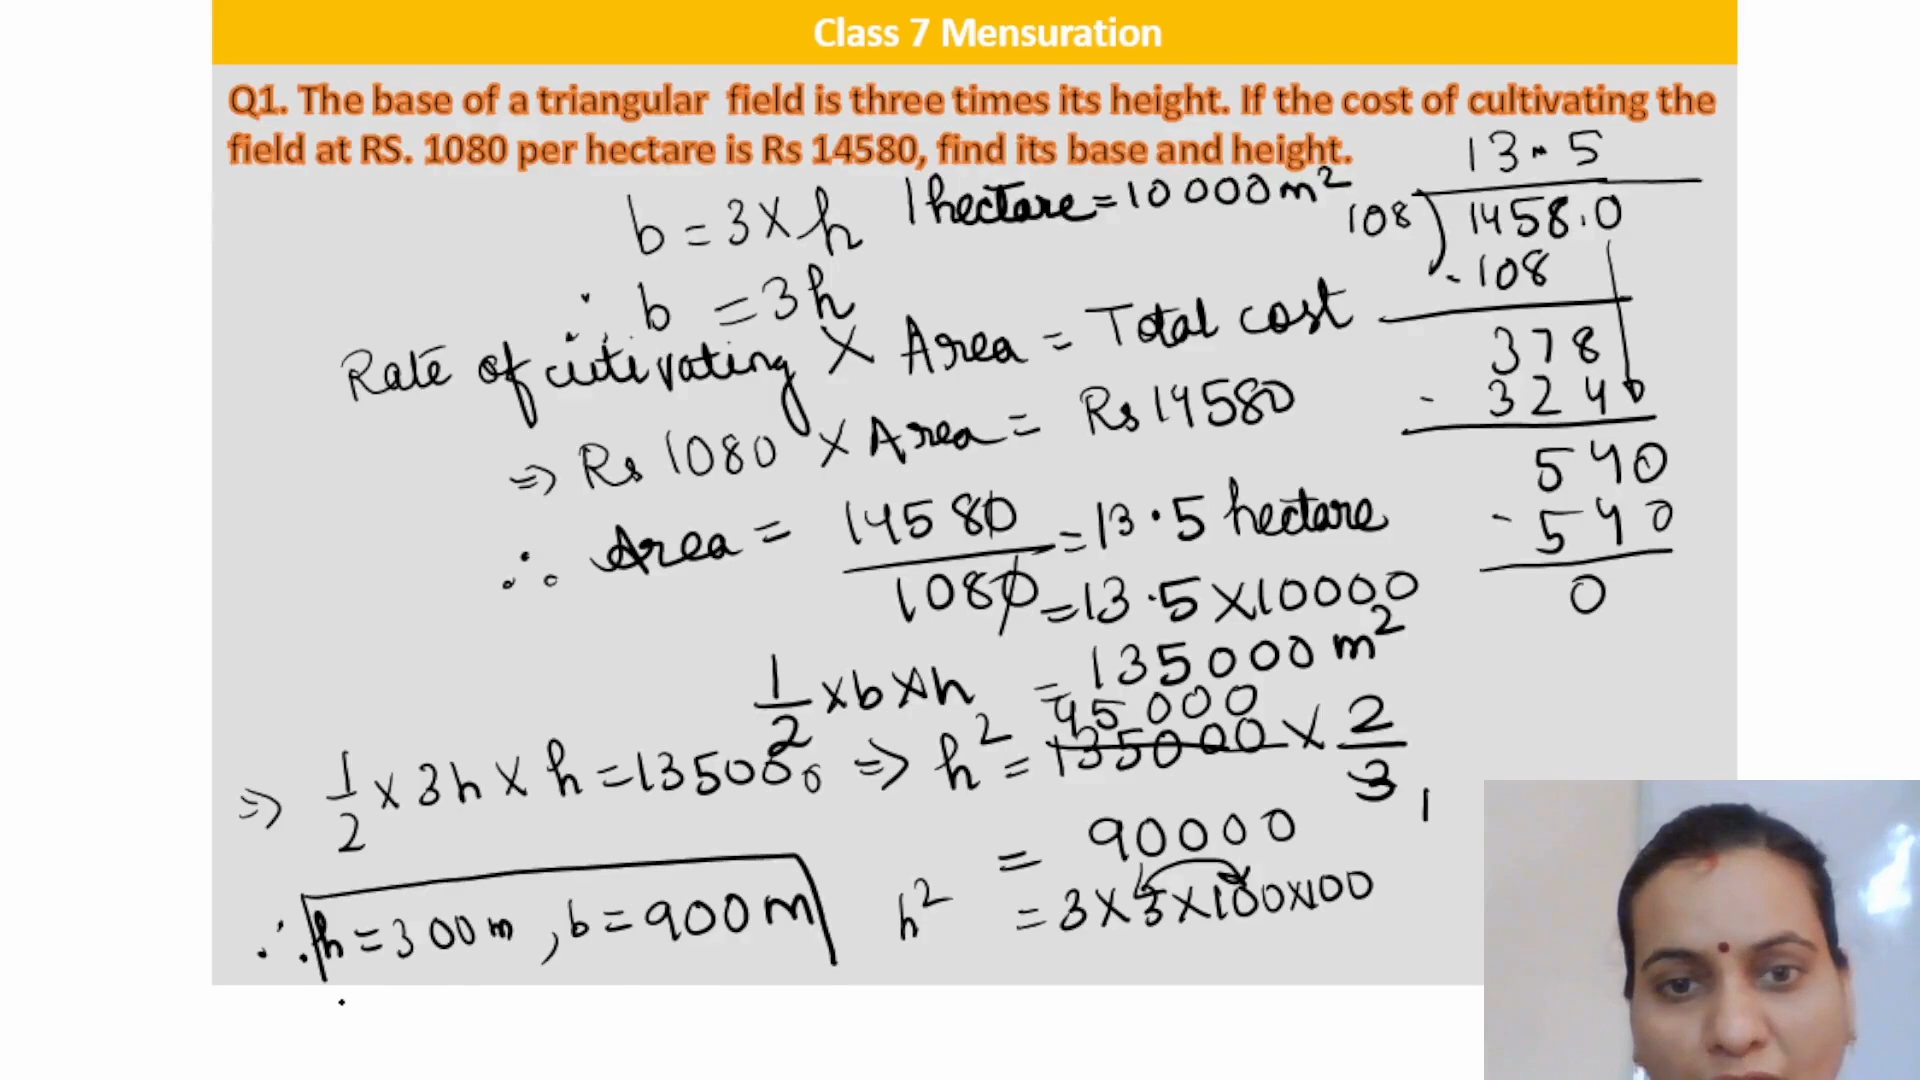 Class 7 Mensuration
Q1. The base of a triangular field is three times its height. If the cost of cultivating the
field at RS. 1080 per hectare is Rs 14580, find its base and height.
b = 3 × h
1 hectare = 10000 m²
∴ b = 3h
Rate of cutivating × Area = Total cost
⇒ Rs 1080 × Area = Rs 14580
∴ Area = 14580/1080 = 13.5 hectare
= 13.5 × 10000
1/2 × b × h = 135000 m²
45000
⇒ 1/2 × 3h × h = 135000 ⇒ h² = 135000 × 2/3 1
= 90000
h² = 3 × 3 × 100 × 100
∴ h = 300 m, b = 900 m
13.5
108 ) 1458.0
- 108
378
- 3240
540
- 540
0